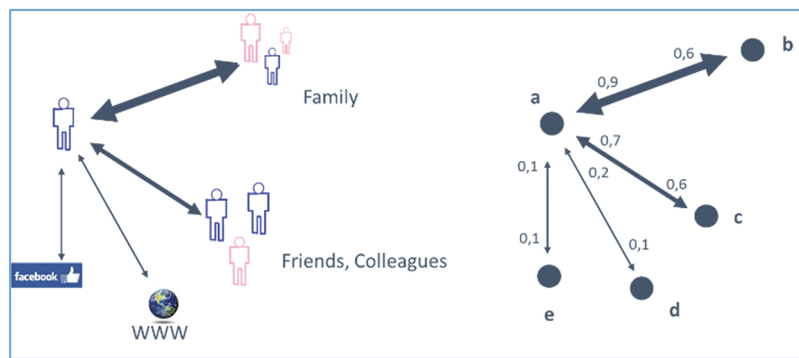 Family
Friends, Colleagues
facebook
WWW
b
0,6
0,9
a
0,7
0,1
0,2
0,6
c
0,1
0,1
e
d